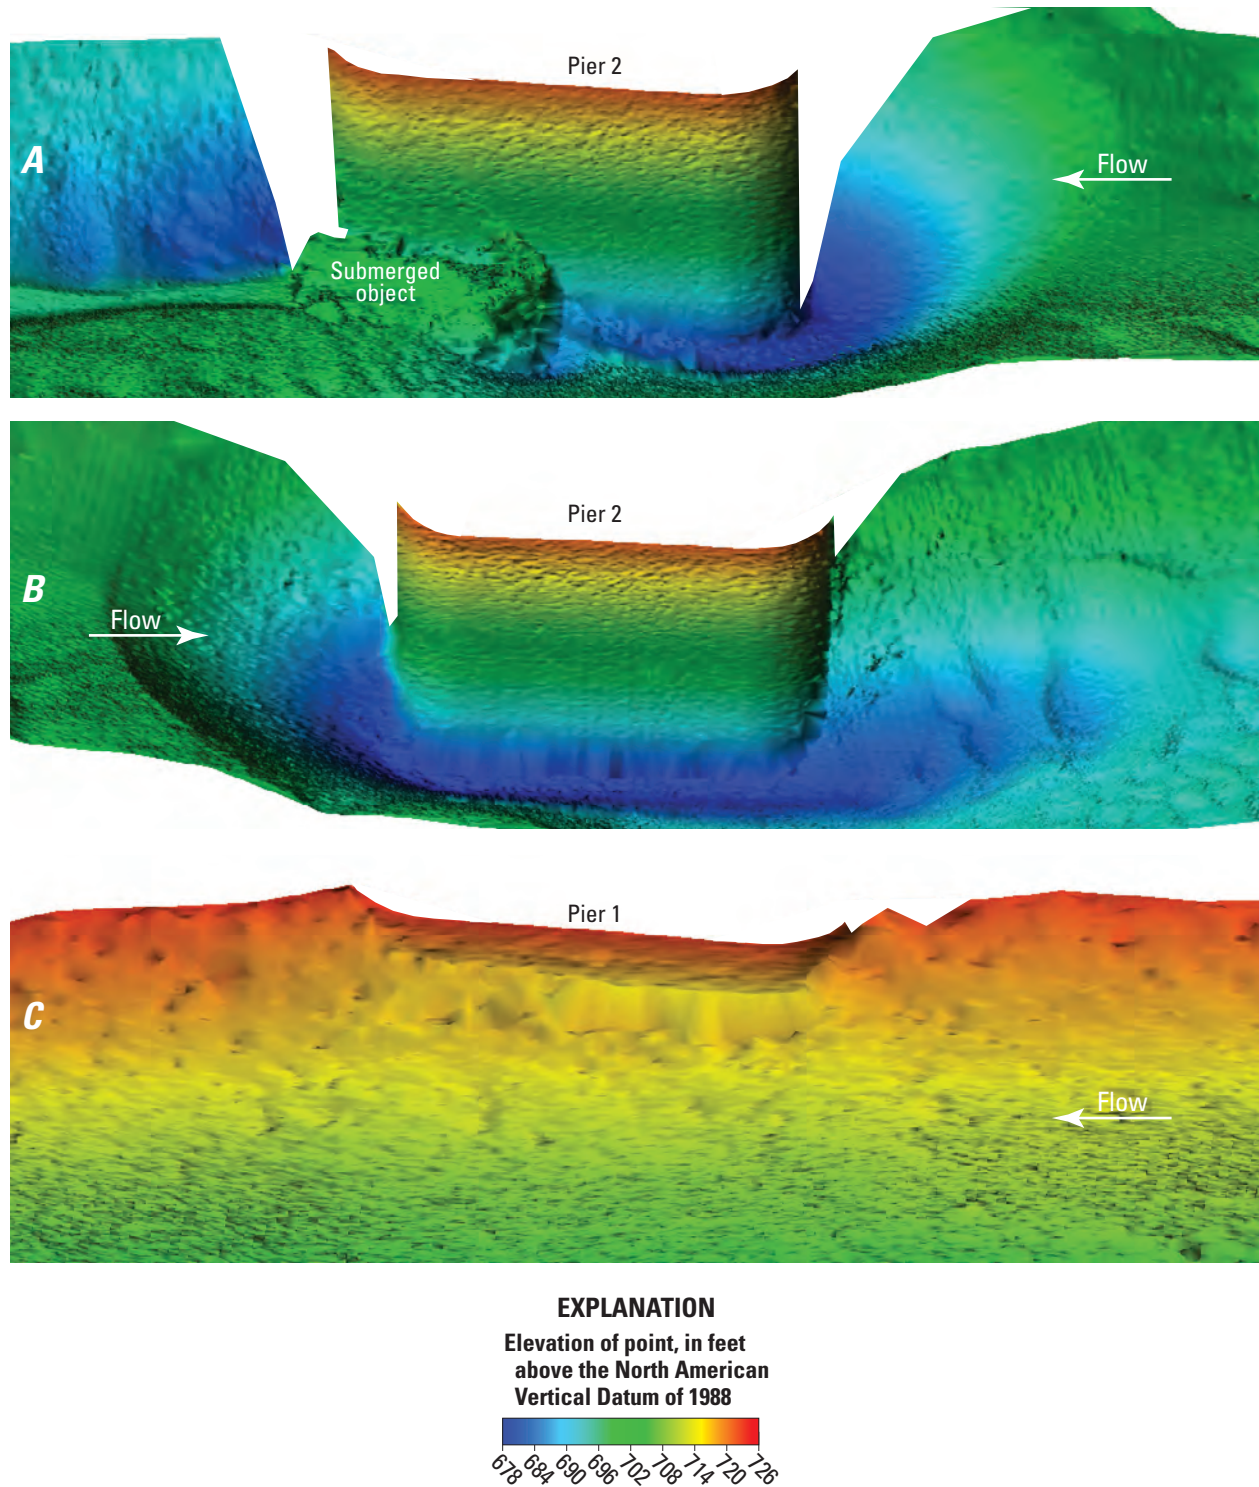 Pier 2
A
Flow
Submerged
object
Pier 2
B
Flow
Pier 1
C
Flow
EXPLANATION
Elevation of point, in feet
above the North American
Vertical Datum of 1988
678 684 690 696 702 708 714 720 726